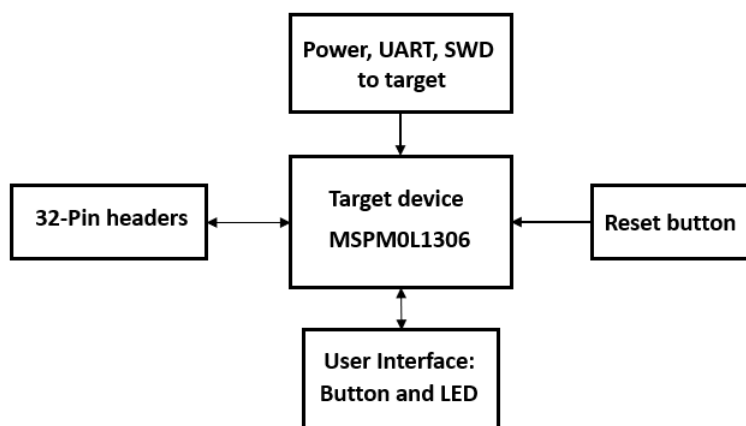 Power, UART, SWD
to target
32-Pin headers
Target device
MSPM0L1306
Reset button
User Interface:
Button and LED